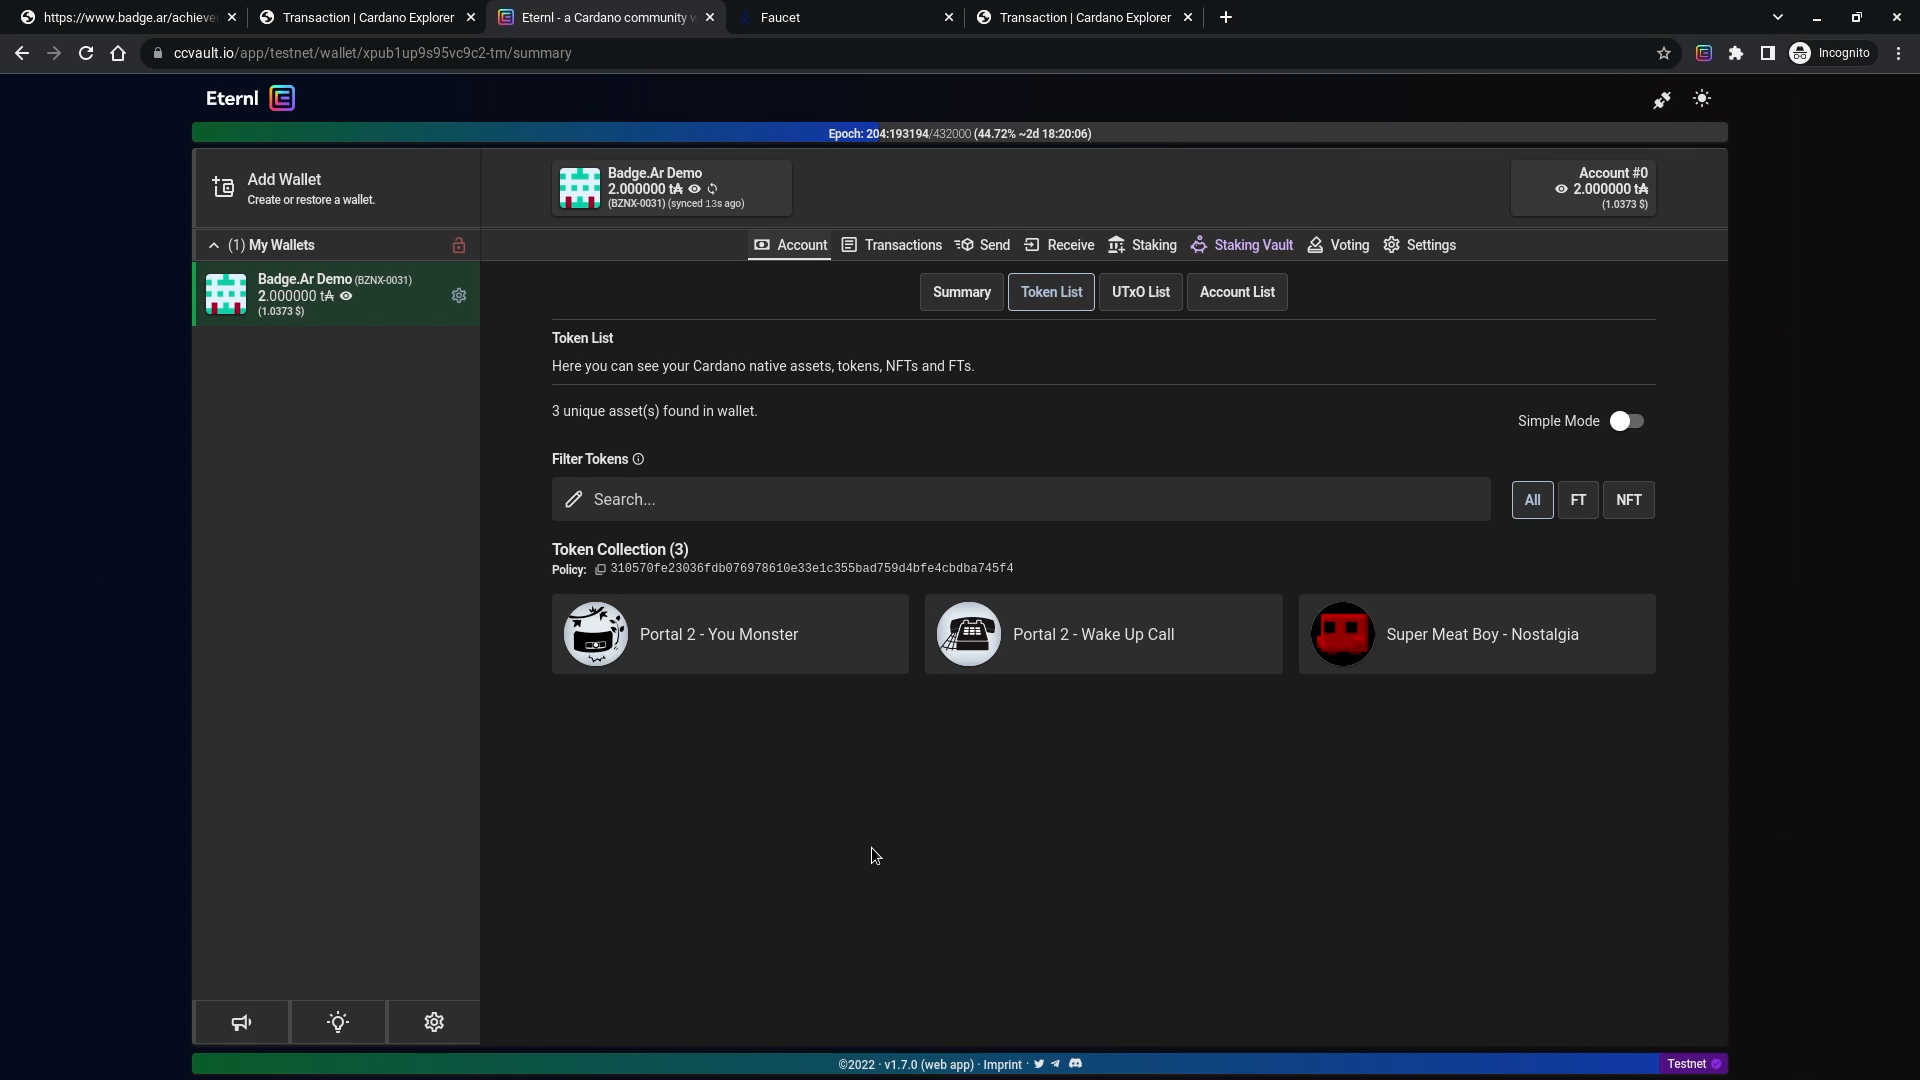 https://www.badge.ar/achieve
Transaction | Cardano Explorer
Eternl - a Cardano community w
Faucet
Transaction | Cardano Explorer
ccvault.io/app/testnet/wallet/xpub1up9s95vc9c2-tm/summary
Incognito
Eternl
Epoch: 204:193194/432000 (44.72% ~2d 18:20:06)
Add Wallet
Create or restore a wallet.
Badge.Ar Demo
2.000000 t₳
(BZNX-0031) (synced 13s ago)
Account #0
2.000000 t₳
(1.0373 $)
(1) My Wallets
Account
Transactions
Send
Receive
Staking
Staking Vault
Voting
Settings
Badge.Ar Demo (BZNX-0031)
2.000000 t₳
(1.0373 $)
Summary
Token List
UTxO List
Account List
Token List
Here you can see your Cardano native assets, tokens, NFTs and FTs.
3 unique asset(s) found in wallet.
Simple Mode
Filter Tokens
Search...
All
FT
NFT
Token Collection (3)
Policy: 310570fe23036fdb076978610e33e1c355bad759d4bfe4cbdba745f4
Portal 2 - You Monster
Portal 2 - Wake Up Call
Super Meat Boy - Nostalgia
©2022 · v1.7.0 (web app) · Imprint ·
Testnet